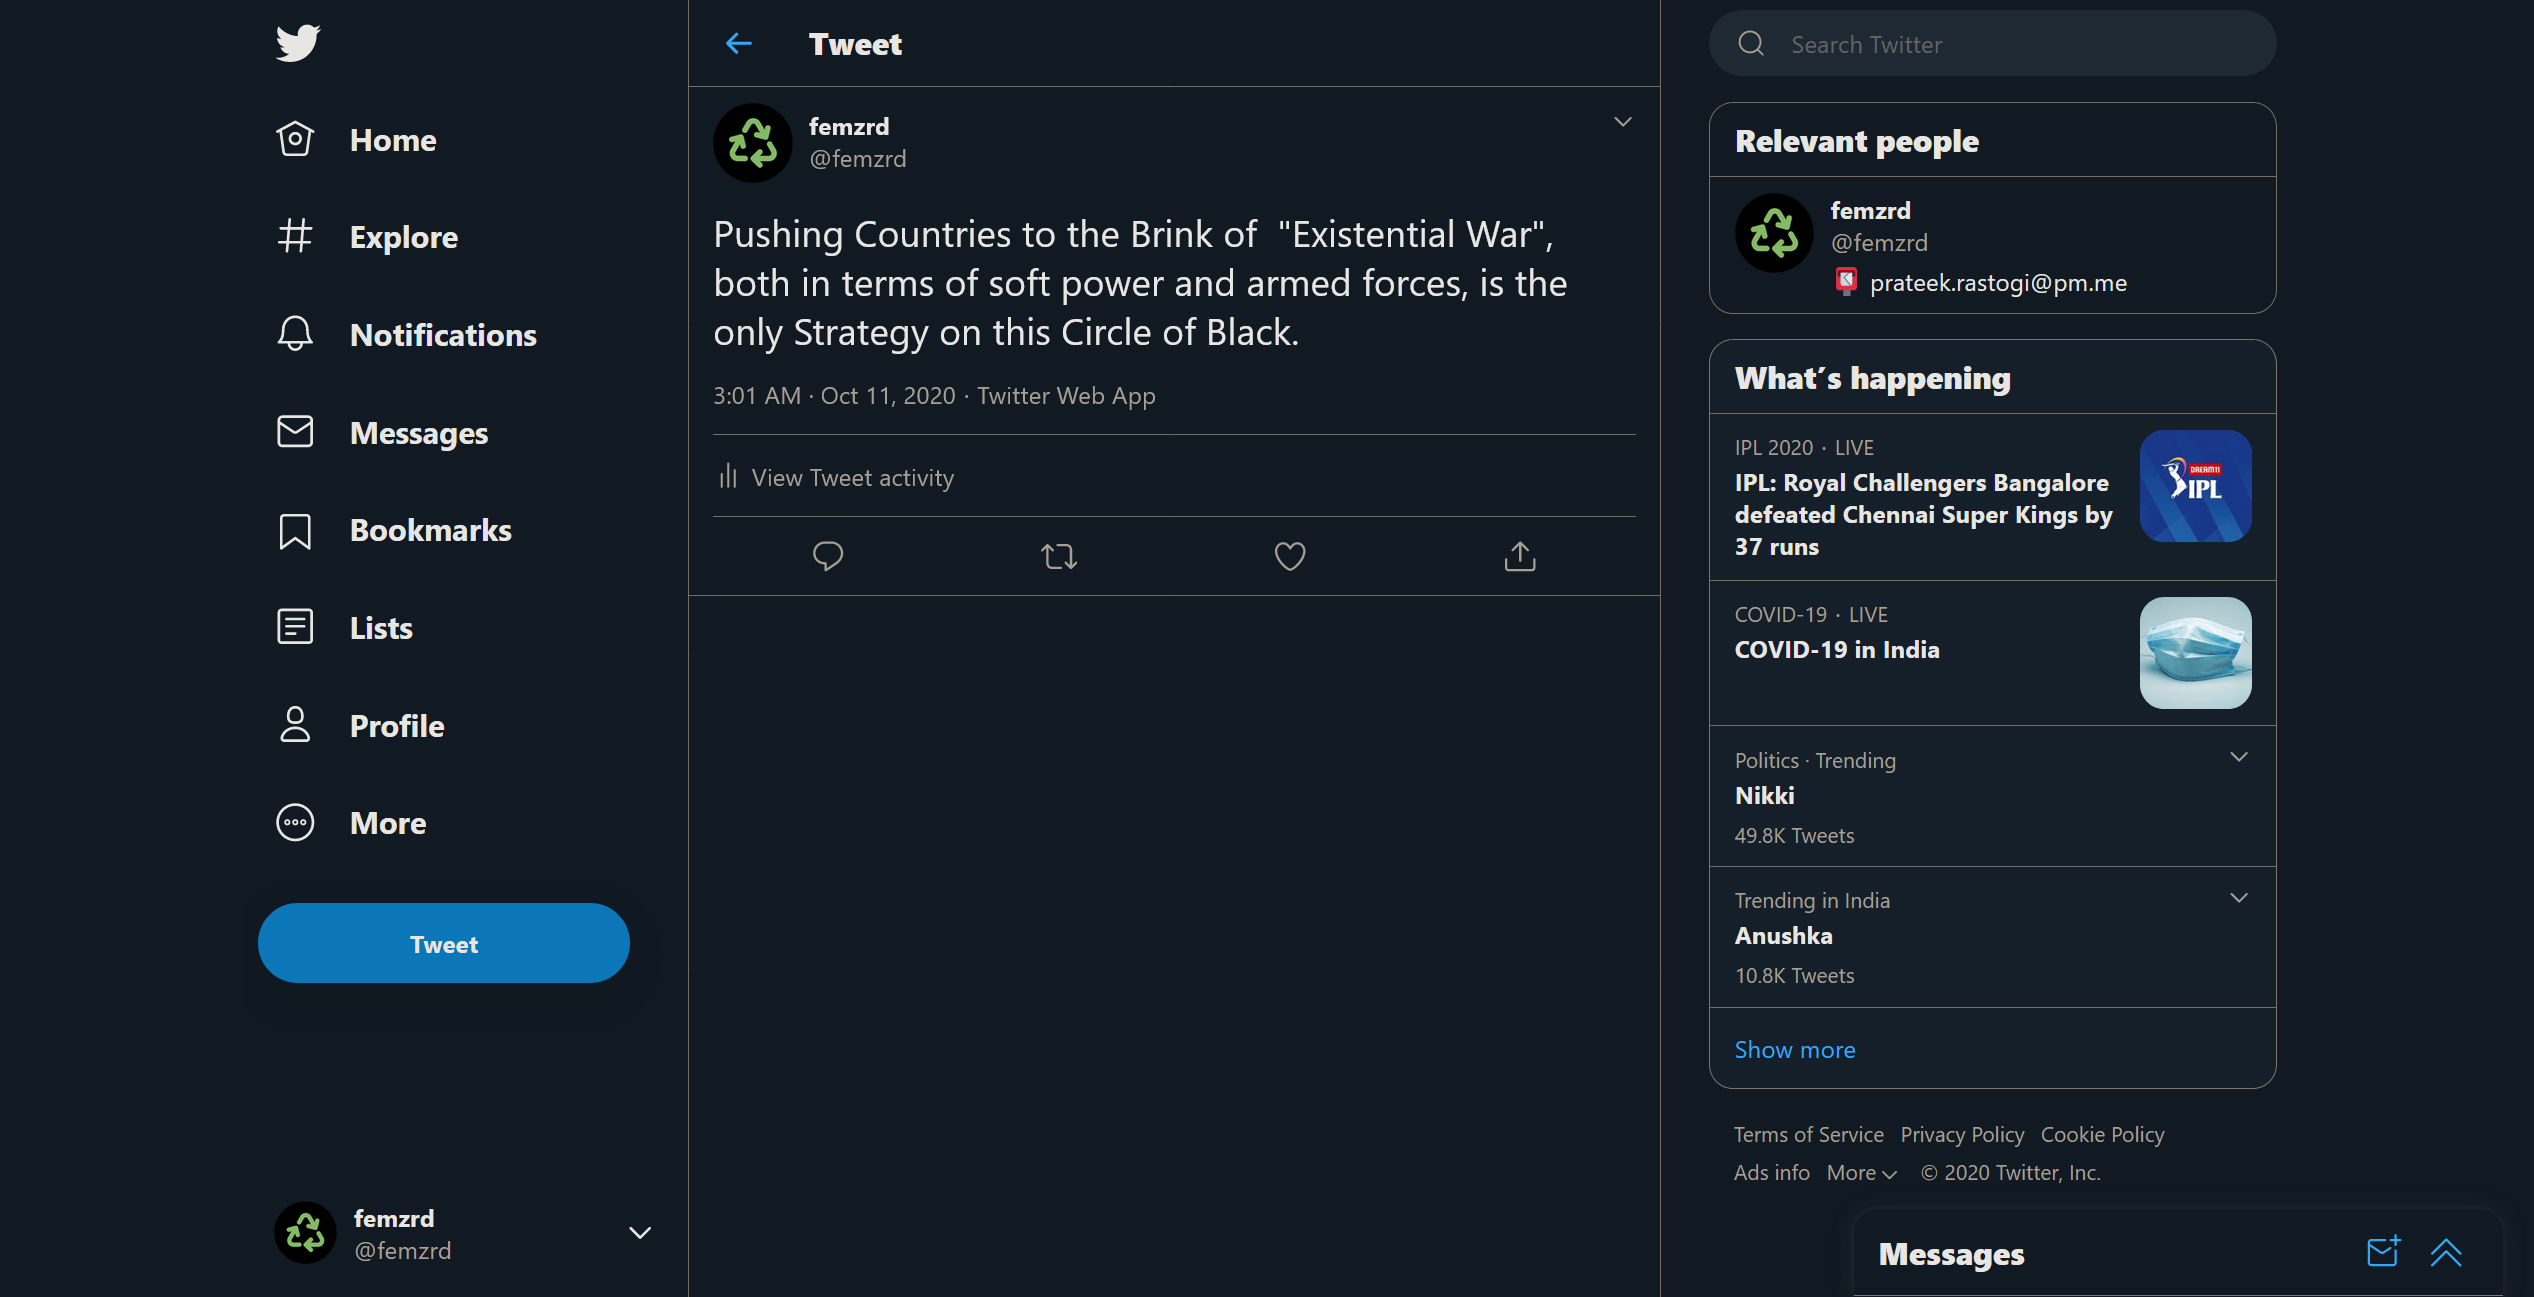 Home
Explore
Notifications
Messages
Bookmarks
Lists
Profile
More
Tweet
femzrd
@femzrd
Tweet
femzrd
@femzrd
Pushing Countries to the Brink of  "Existential War",
both in terms of soft power and armed forces, is the
only Strategy on this Circle of Black.
3:01 AM · Oct 11, 2020 · Twitter Web App
View Tweet activity
Search Twitter
Relevant people
femzrd
@femzrd
prateek.rastogi@pm.me
What's happening
IPL 2020 · LIVE
IPL: Royal Challengers Bangalore
defeated Chennai Super Kings by
37 runs
DREAM11
IPL
COVID-19 · LIVE
COVID-19 in India
Politics · Trending
Nikki
49.8K Tweets
Trending in India
Anushka
10.8K Tweets
Show more
Terms of Service Privacy Policy Cookie Policy
Ads info More © 2020 Twitter, Inc.
Messages